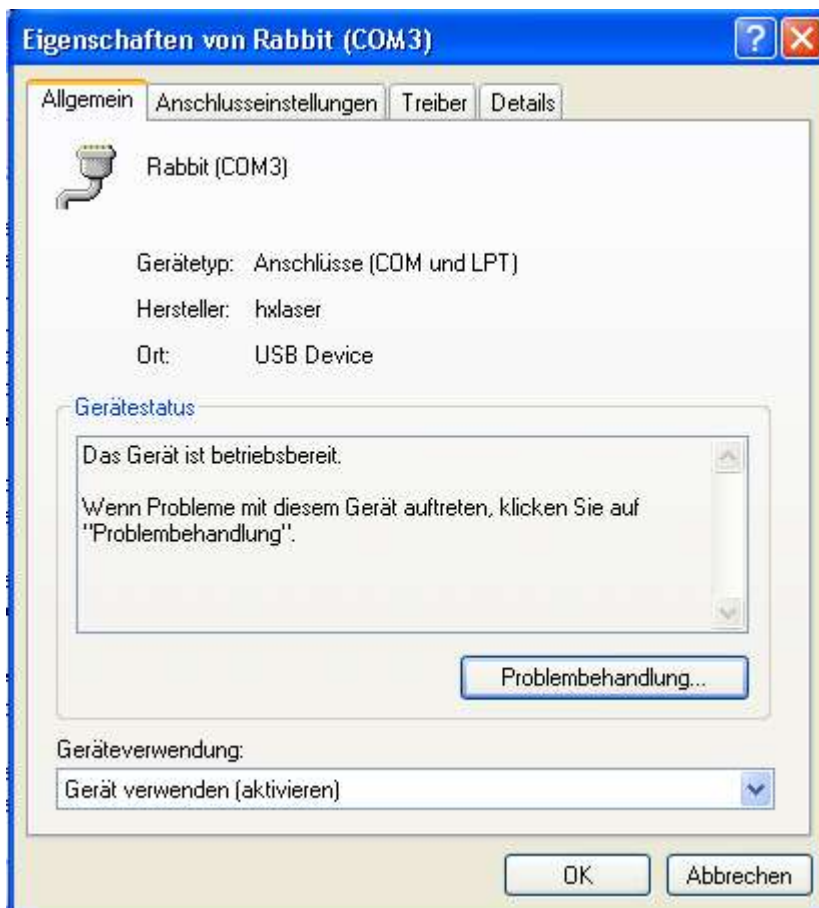 Eigenschaften von Rabbit (COM3)
Allgemein Anschlusseinstellungen Treiber Details
Rabbit (COM3)
Gerätetyp: Anschlüsse (COM und LPT)
Hersteller: hxlaser
Ort: USB Device
Gerätestatus
Das Gerät ist betriebsbereit.
Wenn Probleme mit diesem Gerät auftreten, klicken Sie auf
"Problembehandlung".
Problembehandlung...
Geräteverwendung:
Gerät verwenden (aktivieren)
OK Abbrechen